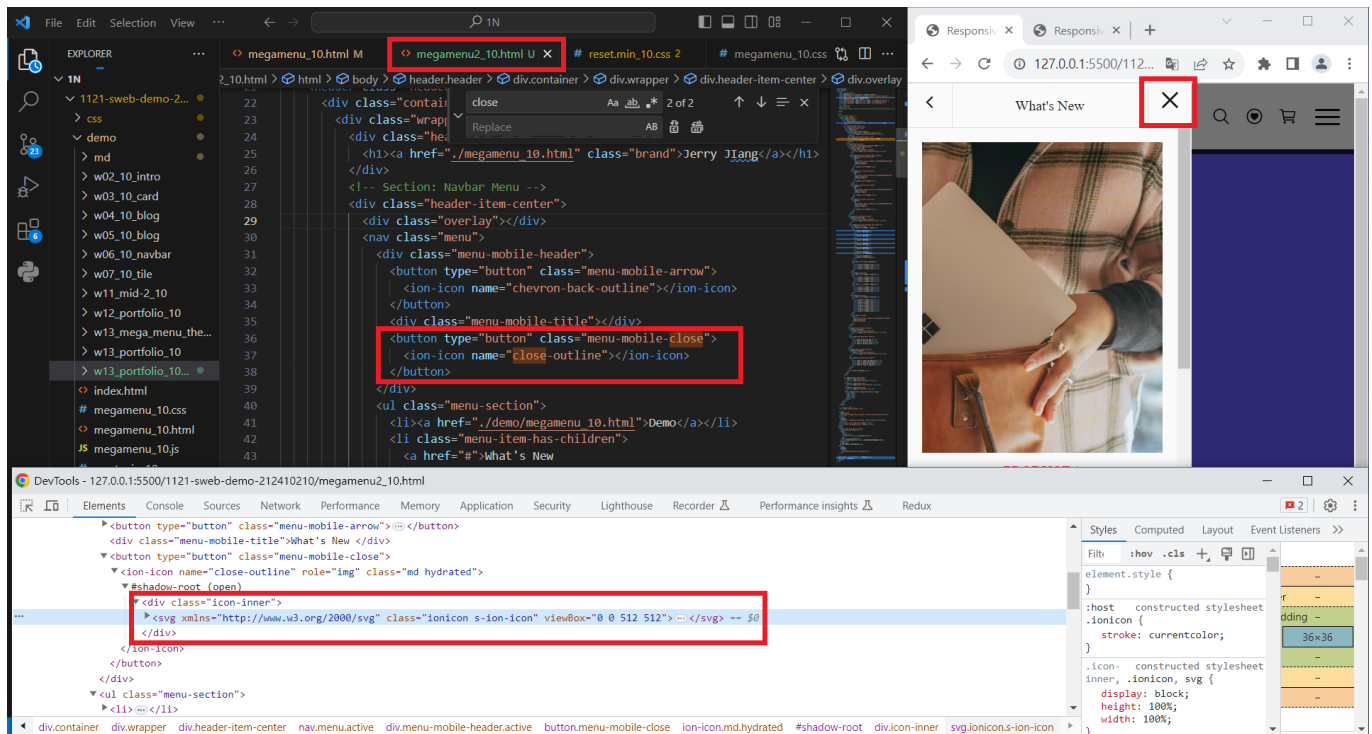 File Edit Selection View ··· 1N
EXPLORER ···
megamenu_10.html M
megamenu2_10.html U
# reset.min_10.css 2
# megamenu_10.css
2_10.html > html > body > header.header > div.container > div.wrapper > div.header-item-center > div.overlay
1N
1121-sweb-demo-2...
css
demo
md
w02_10_intro
w03_10_card
w04_10_blog
w05_10_blog
w06_10_navbar
w07_10_tile
w11_mid-2_10
w12_portfolio_10
w13_mega_menu_the...
w13_portfolio_10
w13_portfolio_10...
index.html
# megamenu_10.css
megamenu_10.html
JS megamenu_10.js
23
6
close Aa ab 2 of 2
Replace AB
22 <div class="contai
23 <div class="wrapp
24 <div class="hea
25 <h1><a href="./megamenu_10.html" class="brand">Jerry JIang</a></h1>
26 </div>
27 <!-- Section: Navbar Menu -->
28 <div class="header-item-center">
29 <div class="overlay"></div>
30 <nav class="menu">
31 <div class="menu-mobile-header">
32 <button type="button" class="menu-mobile-arrow">
33 <ion-icon name="chevron-back-outline"></ion-icon>
34 </button>
35 <div class="menu-mobile-title"></div>
36 <button type="button" class="menu-mobile-close">
37 <ion-icon name="close-outline"></ion-icon>
38 </button>
39 </div>
40 <ul class="menu-section">
41 <li><a href="./demo/megamenu_10.html">Demo</a></li>
42 <li class="menu-item-has-children">
43 <a href="#">What's New
Responsiv
Responsiv
127.0.0.1:5500/112...
What's New
DevTools - 127.0.0.1:5500/1121-sweb-demo-212410210/megamenu2_10.html
Elements Console Sources Network Performance Memory Application Security Lighthouse Recorder Performance insights Redux
2
<button type="button" class="menu-mobile-arrow">…</button>
<div class="menu-mobile-title">What's New </div>
<button type="button" class="menu-mobile-close">
<ion-icon name="close-outline" role="img" class="md hydrated">
#shadow-root (open)
<div class="icon-inner">
<svg xmlns="http://www.w3.org/2000/svg" class="ionicon s-ion-icon" viewBox="0 0 512 512">…</svg> == $0
</div>
</ion-icon>
</button>
</div>
<ul class="menu-section">
<li>…</li>
div.container div.wrapper div.header-item-center nav.menu.active div.menu-mobile-header.active button.menu-mobile-close ion-icon.md.hydrated #shadow-root div.icon-inner svg.ionicon.s-ion-icon
Styles Computed Layout Event Listeners
:hov .cls
element.style {
}
:host constructed stylesheet
.ionicon {
stroke: currentcolor;
}
.icon- constructed stylesheet
inner, .ionicon, svg {
display: block;
height: 100%;
width: 100%;
}
36×36